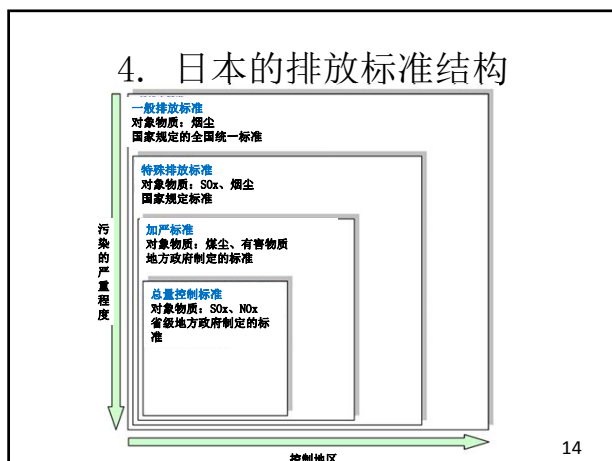 4. 日本的排放标准结构
一般排放标准
对象物质：烟尘
国家规定的全国统一标准
特殊排放标准
对象物质：SOx、烟尘
国家规定标准
加严标准
对象物质：煤尘、有害物质
地方政府制定的标准
总量控制标准
对象物质：SOx、NOx
省级地方政府制定的标
准
污染的严重程度
控制地区
14